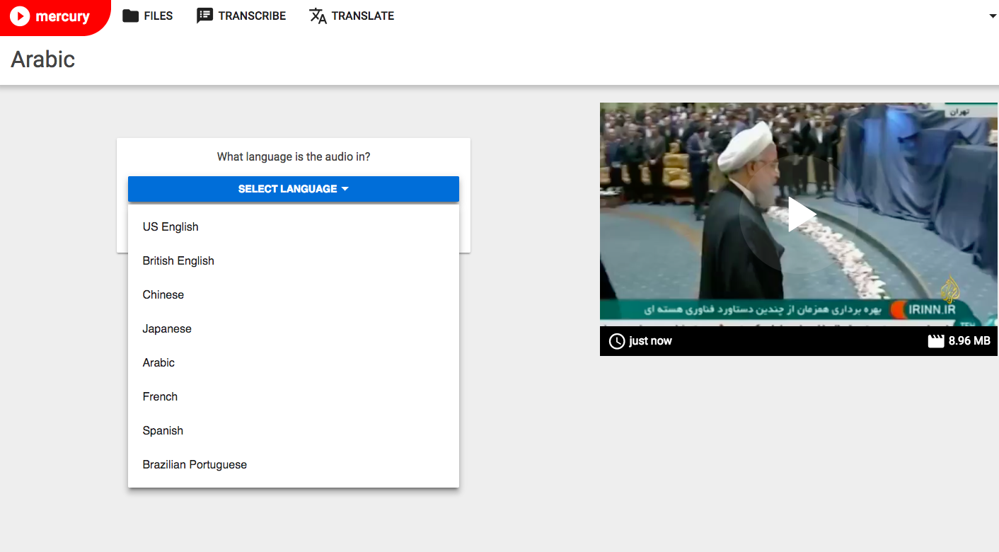 mercury
FILES
TRANSCRIBE
TRANSLATE
Arabic
What language is the audio in?
SELECT LANGUAGE
US English
British English
Chinese
Japanese
Arabic
French
Spanish
Brazilian Portuguese
تهران
بهره برداری همزمان از چندین دستاورد فناوری هسته ای
IRINN.IR
just now
8.96 MB